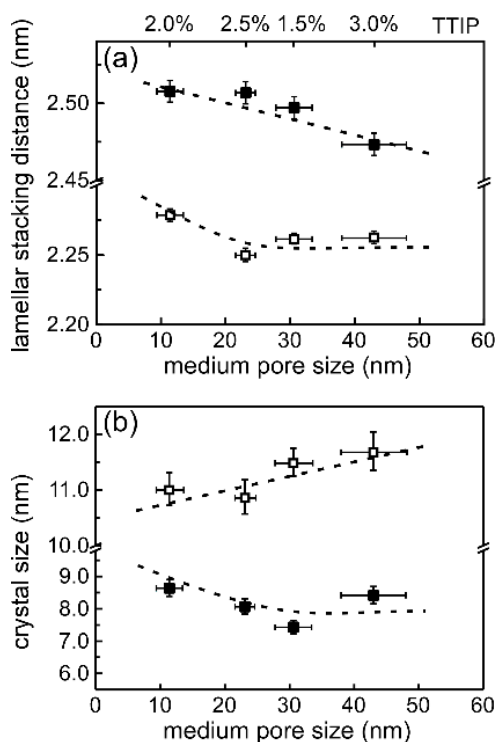 2.0% 2.5% 1.5% 3.0% TTIP
(a)
lamellar stacking distance (nm)
2.50
2.45
2.25
2.20
0 10 20 30 40 50 60
medium pore size (nm)
(b)
crystal size (nm)
12.0
11.0
10.0
9.0
8.0
7.0
6.0
0 10 20 30 40 50 60
medium pore size (nm)